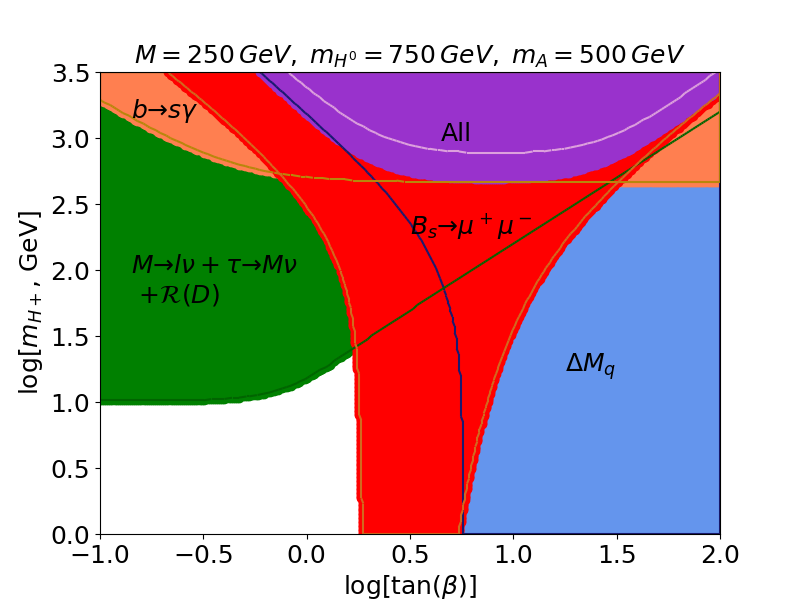 M = 250 GeV, m_{H^0} = 750 GeV, m_A = 500 GeV
3.5
3.0
2.5
2.0
1.5
1.0
0.5
0.0
log[m_{H+}, GeV]
b→sγ
All
B_s→μ^+μ^-
M→lν + τ→Mν
+ℛ(D)
ΔM_q
−1.0 −0.5 0.0 0.5 1.0 1.5 2.0
log[tan(β)]